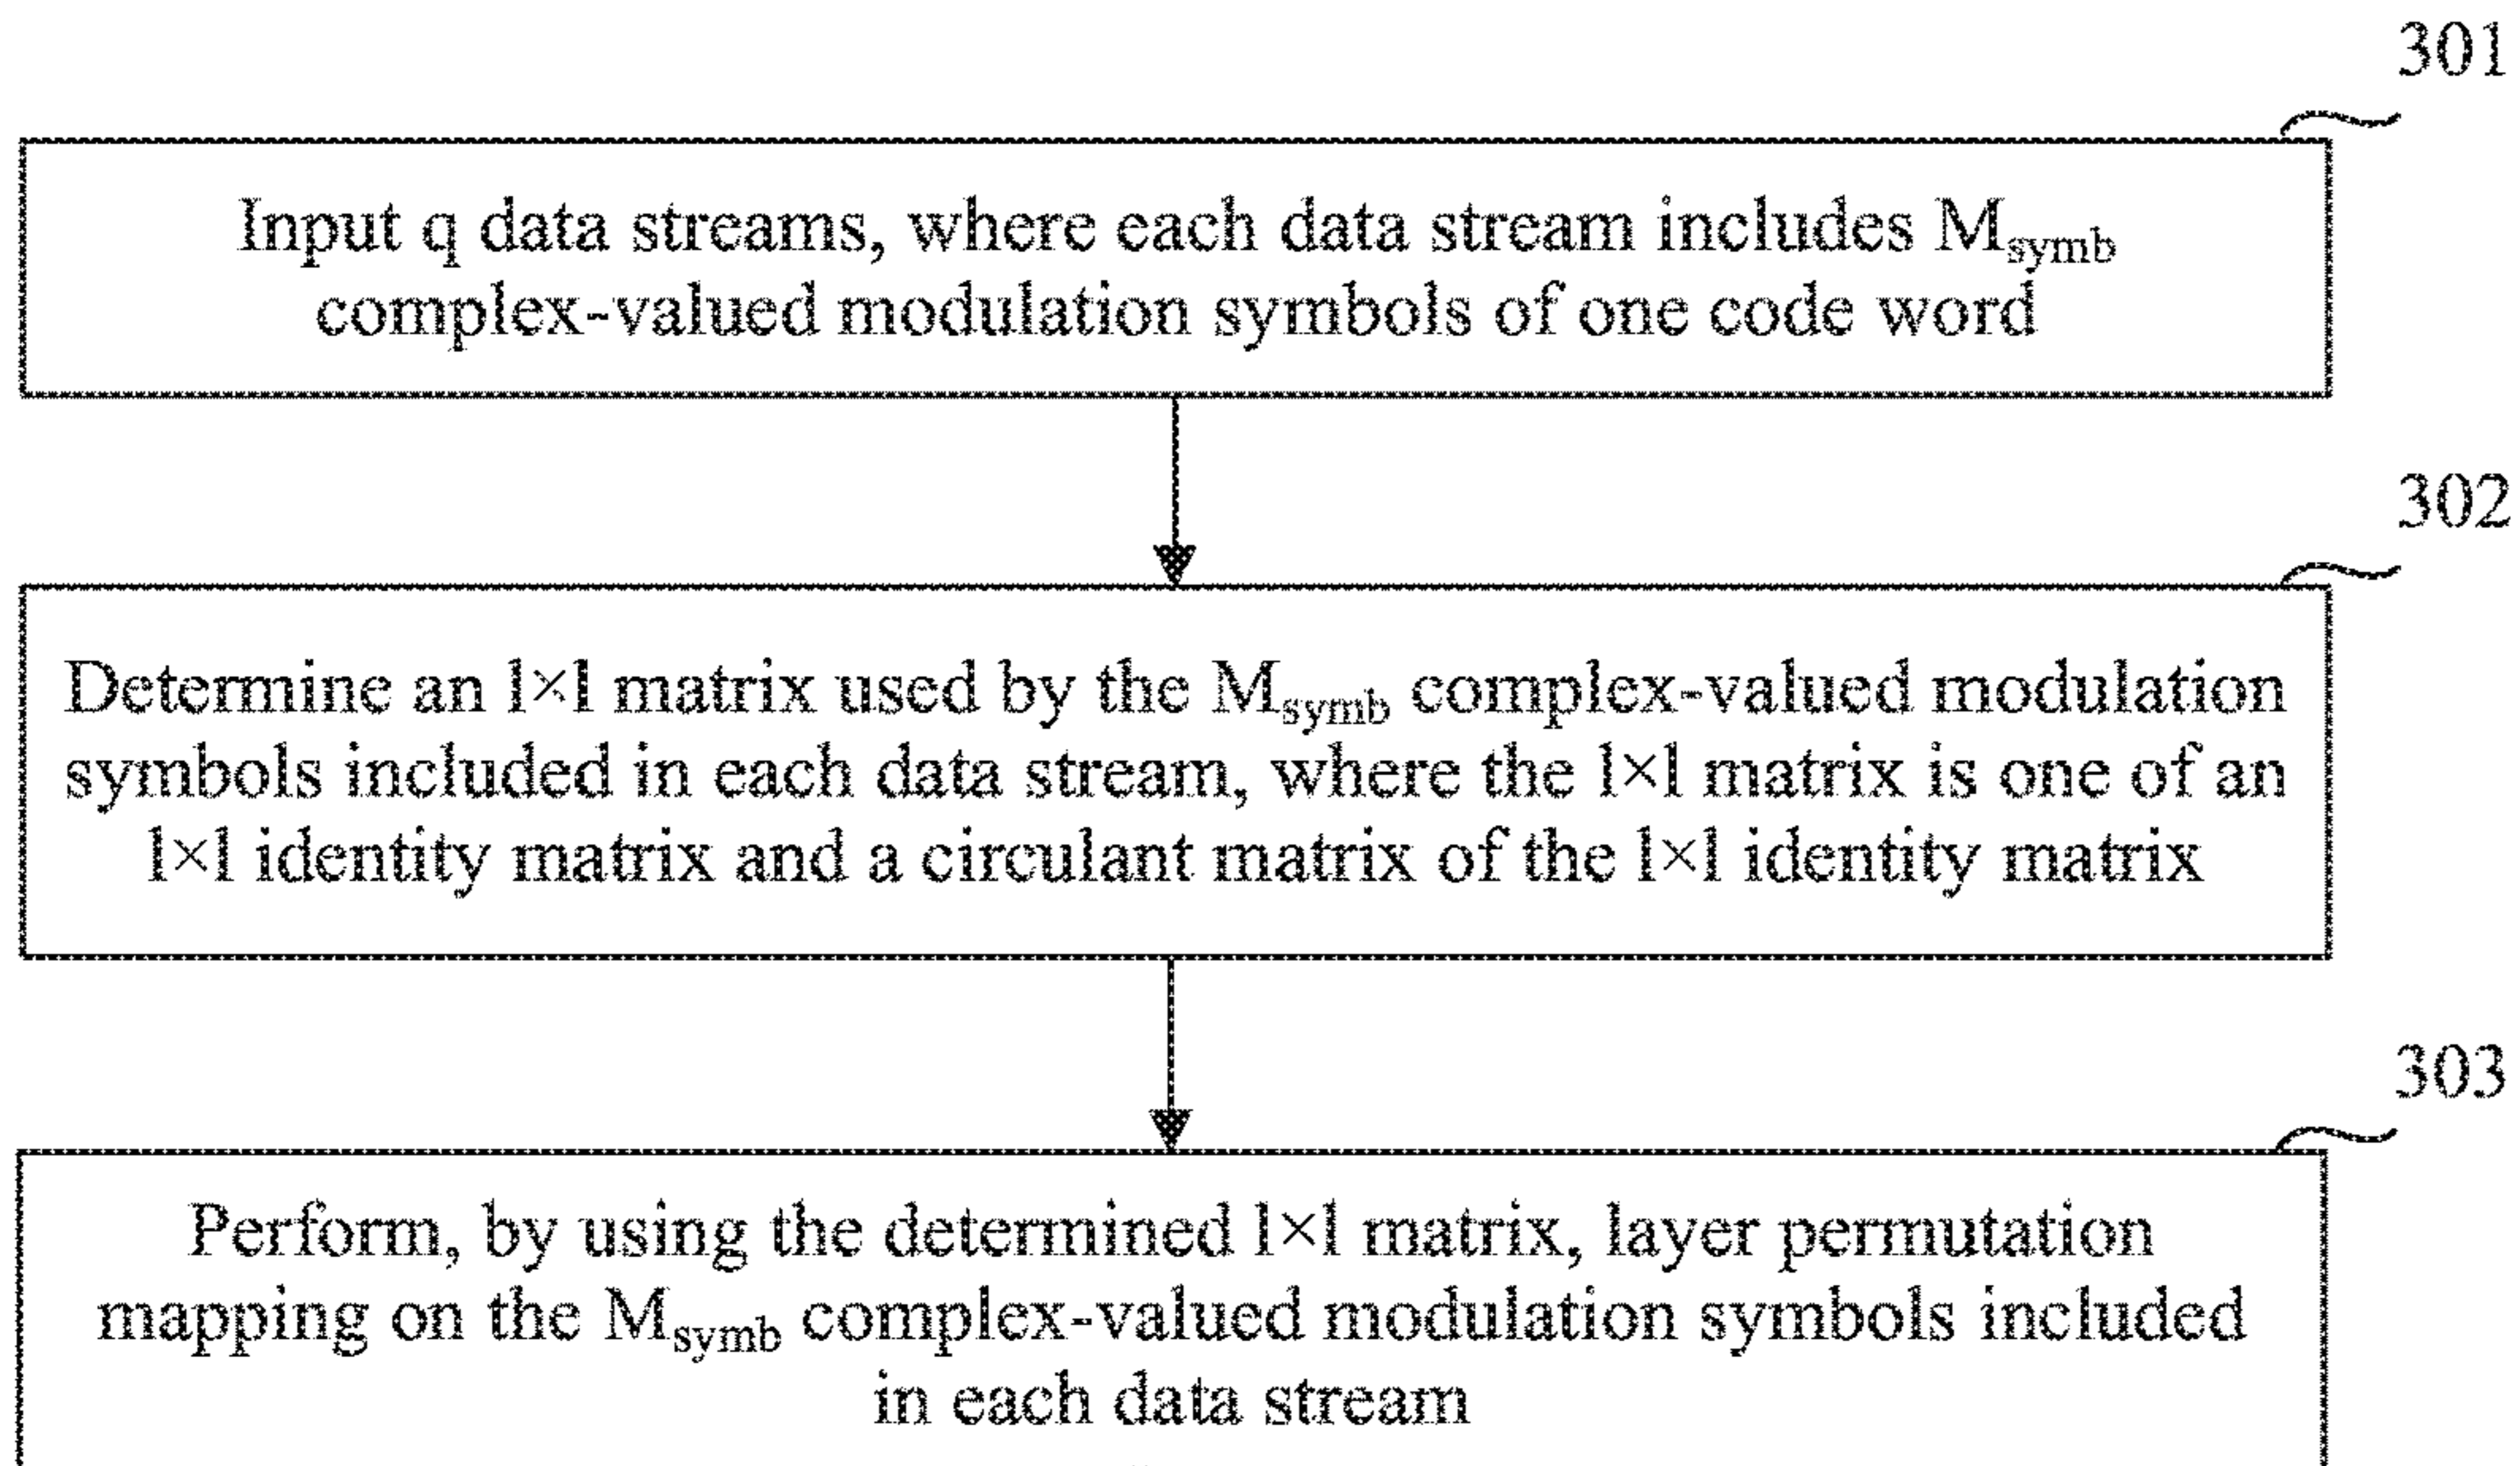 301
Input q data streams, where each data stream includes Msymb
complex-valued modulation symbols of one code word
302
Determine an l×l matrix used by the Msymb complex-valued modulation
symbols included in each data stream, where the l×l matrix is one of an
l×l identity matrix and a circulant matrix of the l×l identity matrix
303
Perform, by using the determined l×l matrix, layer permutation
mapping on the Msymb complex-valued modulation symbols included
in each data stream